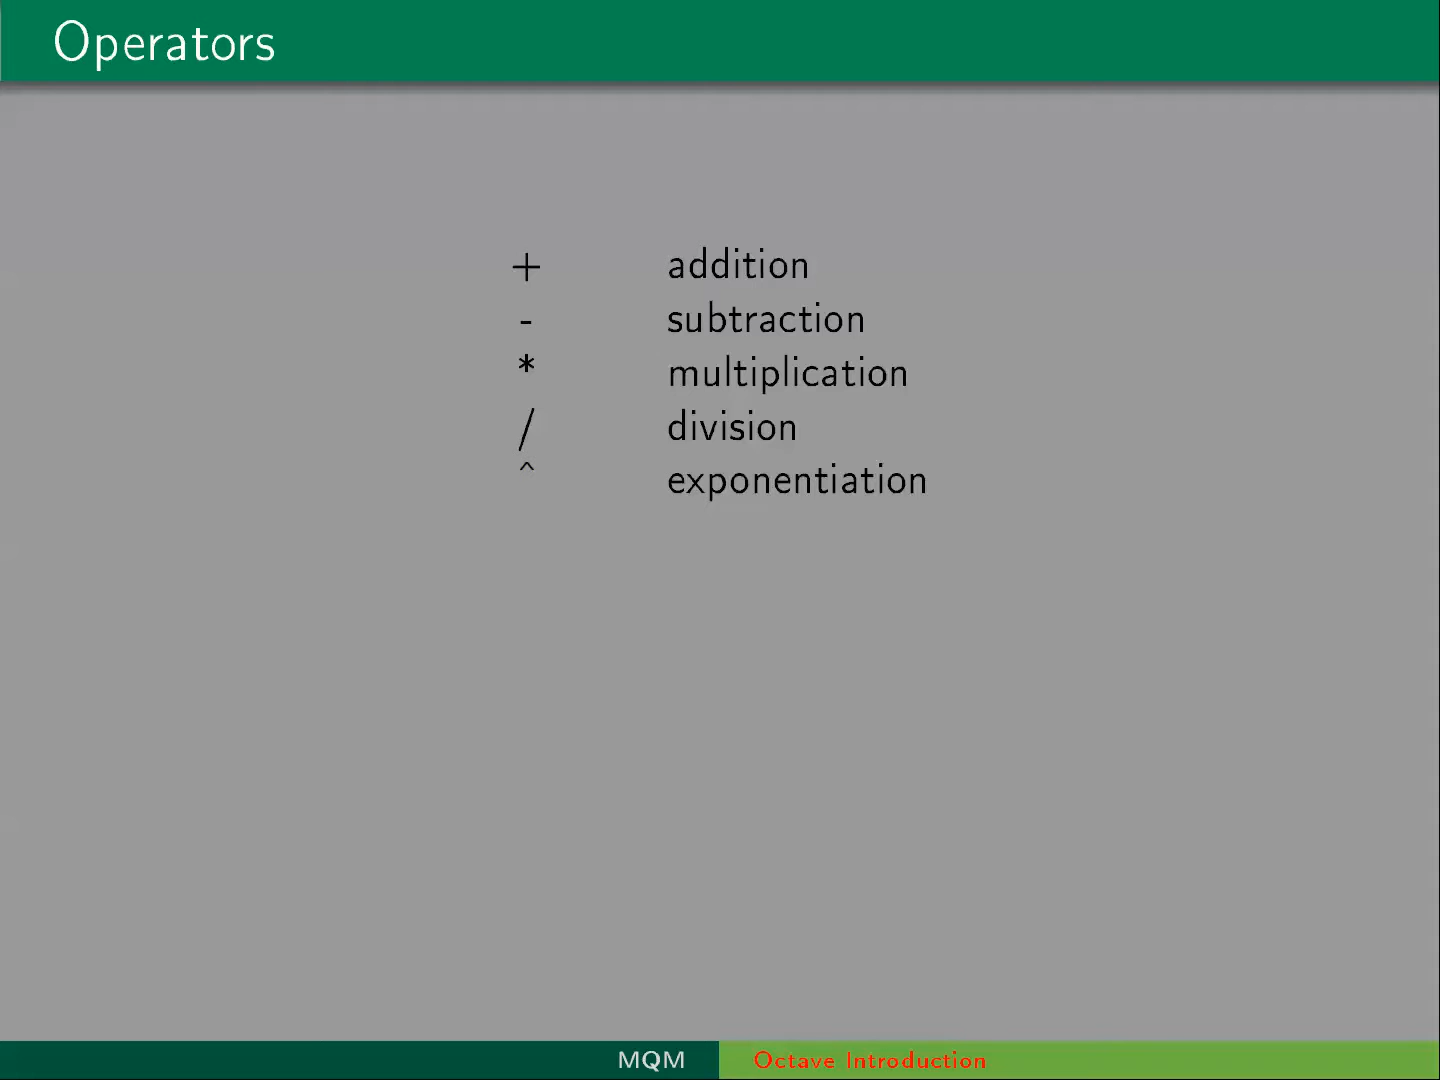 Operators
+ addition
- subtraction
* multiplication
/ division
^ exponentiation
MQM Octave Introduction